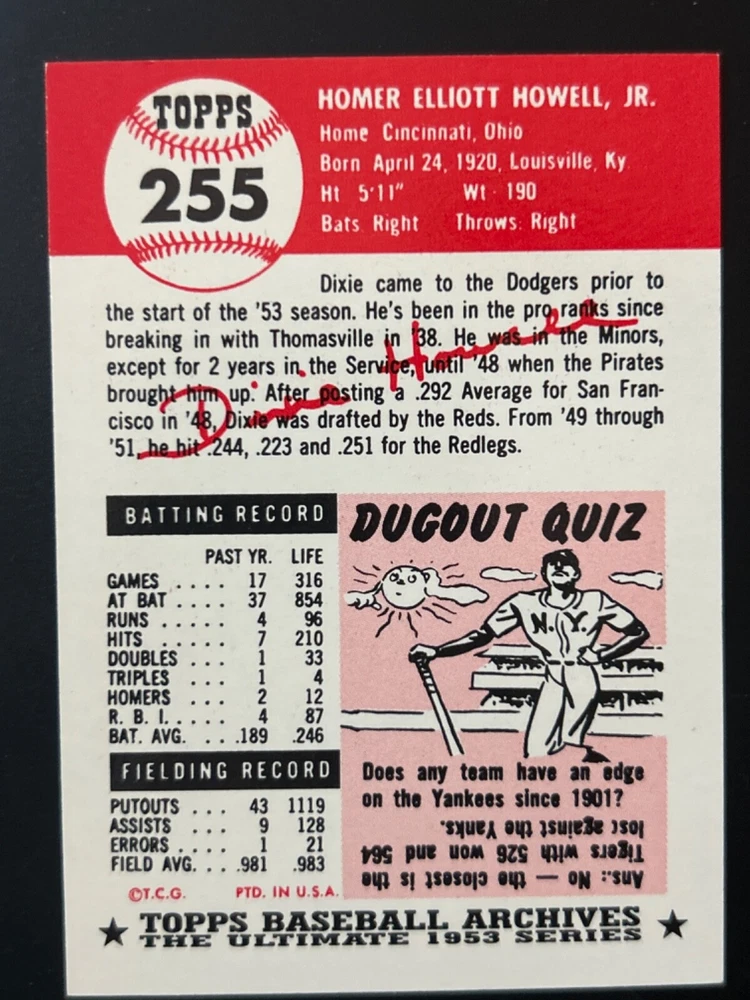 TOPPS
255
HOMER ELLIOTT HOWELL, JR.
Home Cincinnati, Ohio
Born April 24, 1920, Louisville, Ky.
Ht 5'11" Wt 190
Bats Right Throws: Right
Dixie came to the Dodgers prior to
the start of the '53 season. He's been in the pro ranks since
breaking in with Thomasville in '38. He was in the Minors,
except for 2 years in the Service, until '48 when the Pirates
brought him up. After posting a .292 Average for San Fran-
cisco in '48, Dixie was drafted by the Reds. From '49 through
'51, he hit .244, .223 and .251 for the Redlegs.
Dixie Howell
BATTING RECORD
PAST YR. LIFE
GAMES .... 17 316
AT BAT .... 37 854
RUNS .... 4 96
HITS ..... 7 210
DOUBLES ... 1 33
TRIPLES ... 1 4
HOMERS ... 2 12
R. B. I. .... 4 87
BAT. AVG. ... .189 .246
FIELDING RECORD
PUTOUTS ... 43 1119
ASSISTS ... 9 128
ERRORS .... 1 21
FIELD AVG. ... .981 .983
©T.C.G. PTD. IN U.S.A.
DUGOUT QUIZ
N.Y.
Does any team have an edge
on the Yankees since 1901?
Ans.: No — the closest is the
Tigers with 529 won and 564
lost against the Yanks.
TOPPS BASEBALL ARCHIVES
THE ULTIMATE 1953 SERIES